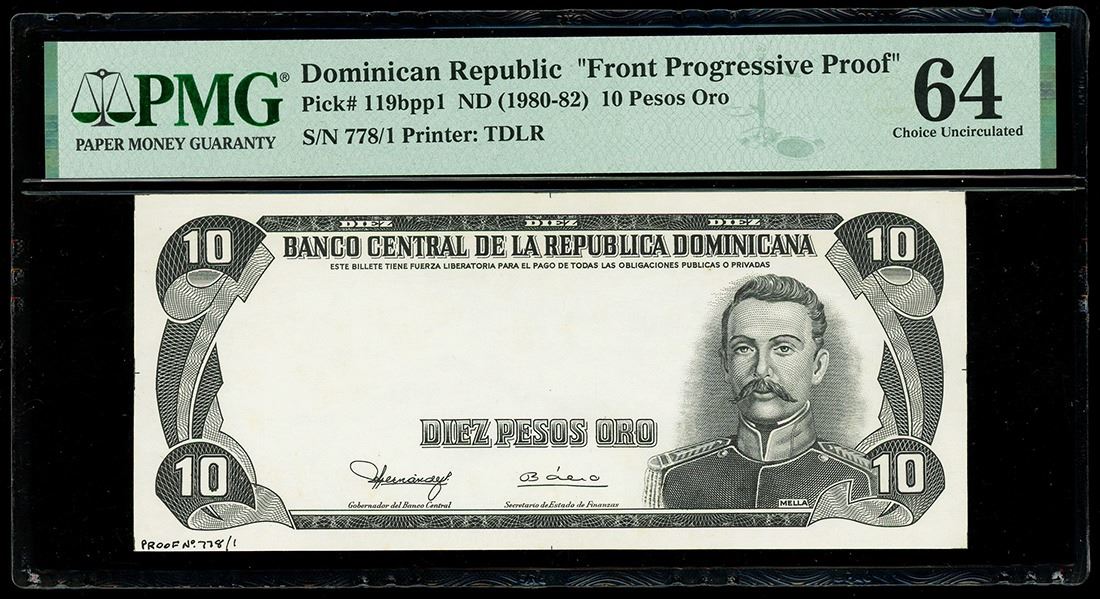 PMG®
PAPER MONEY GUARANTY
Dominican Republic "Front Progressive Proof"
Pick# 119bpp1 ND (1980-82) 10 Pesos Oro
S/N 778/1 Printer: TDLR
64
Choice Uncirculated
DIEZ DIEZ DIEZ
10 10
BANCO CENTRAL DE LA REPUBLICA DOMINICANA
ESTE BILLETE TIENE FUERZA LIBERATORIA PARA EL PAGO DE TODAS LAS OBLIGACIONES PUBLICAS O PRIVADAS
DIEZ PESOS ORO
10 10
Gobernador del Banco Central Secretario de Estado de Finanzas
MELLA
PROOF Nº. 778/1